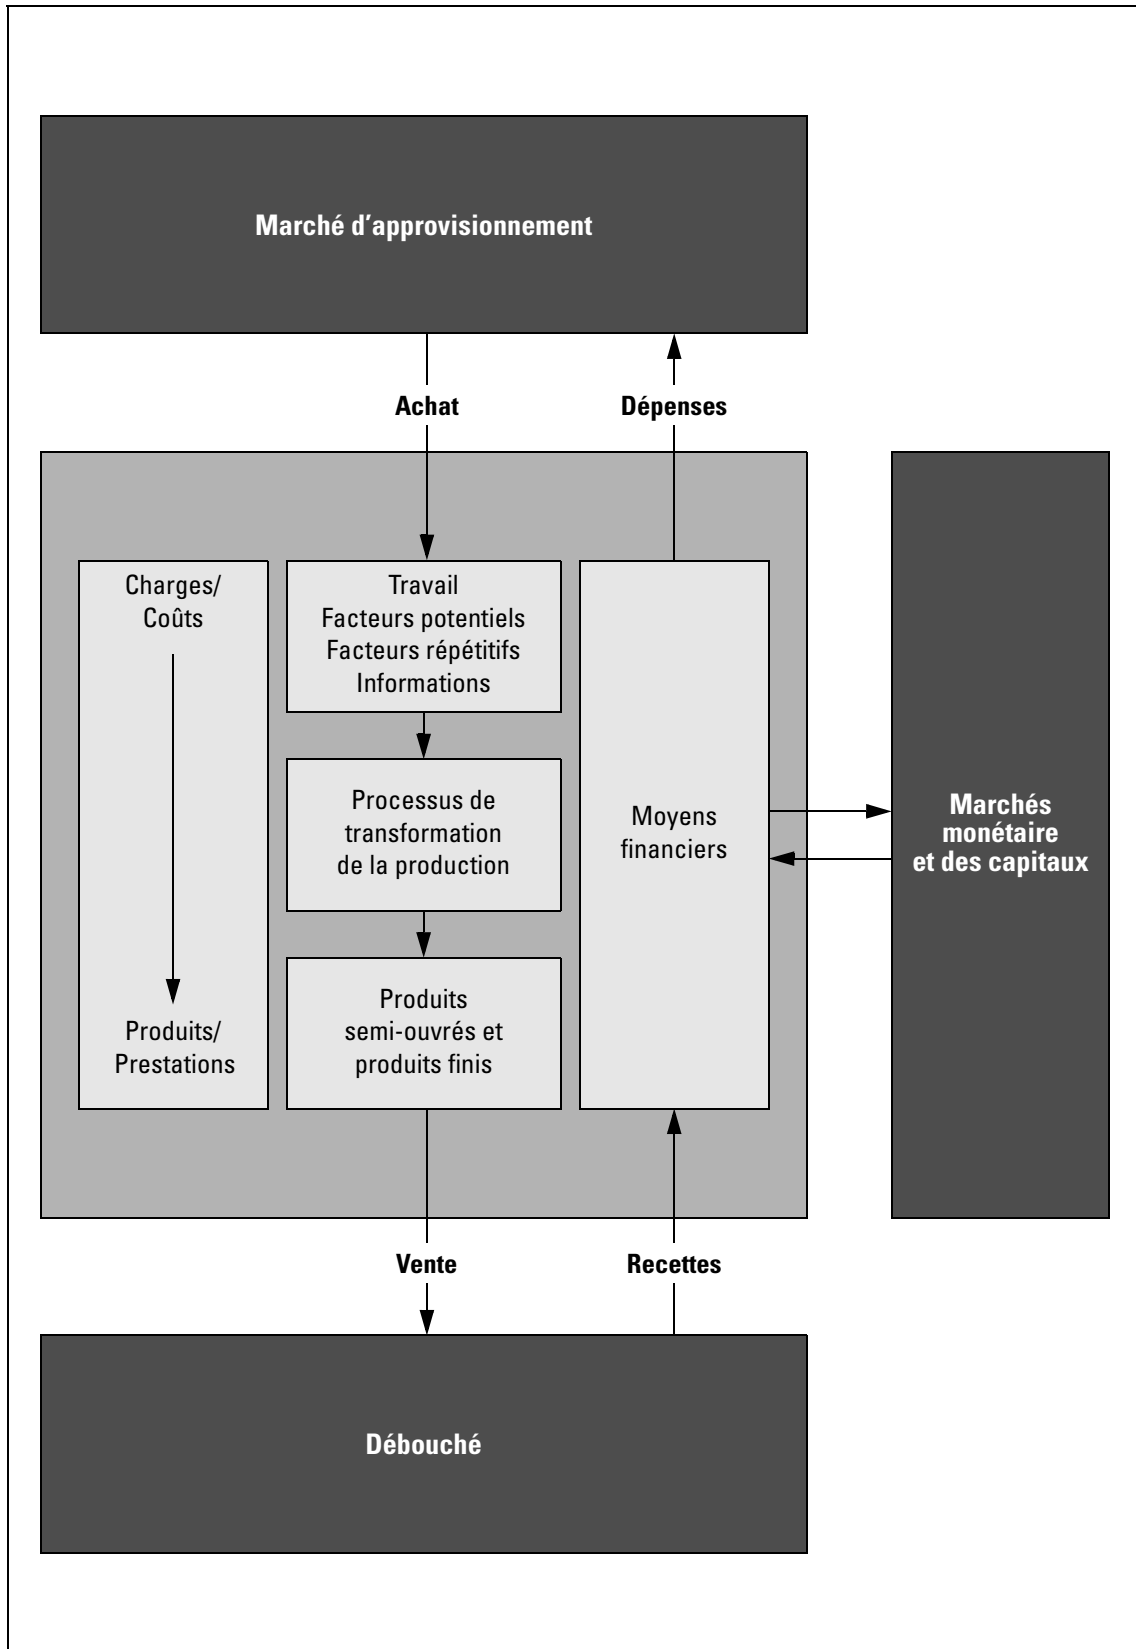 Marché d’approvisionnement
Achat
Dépenses
Charges/
Coûts
Produits/
Prestations
Travail
Facteurs potentiels
Facteurs répétitifs
Informations
Processus de
transformation
de la production
Produits
semi-ouvrés et
produits finis
Moyens
financiers
Marchés
monétaire
et des capitaux
Vente
Recettes
Débouché